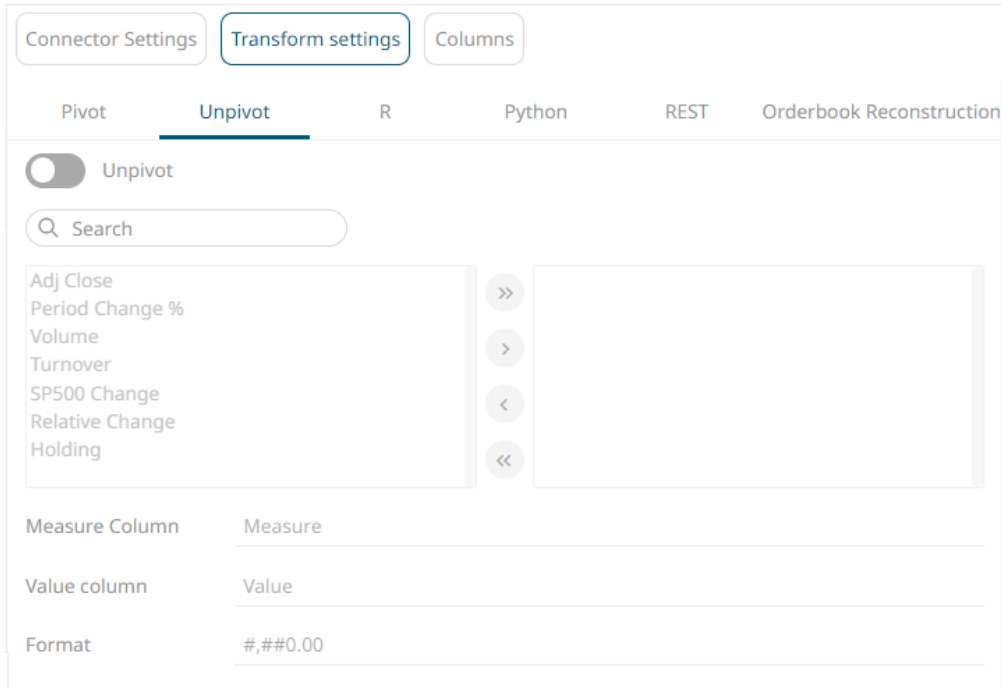 Connector Settings Transform settings Columns
Pivot Unpivot R Python REST Orderbook Reconstruction
Unpivot
Search
Adj Close
Period Change %
Volume
Turnover
SP500 Change
Relative Change
Holding
Measure Column Measure
Value column Value
Format #,##0.00